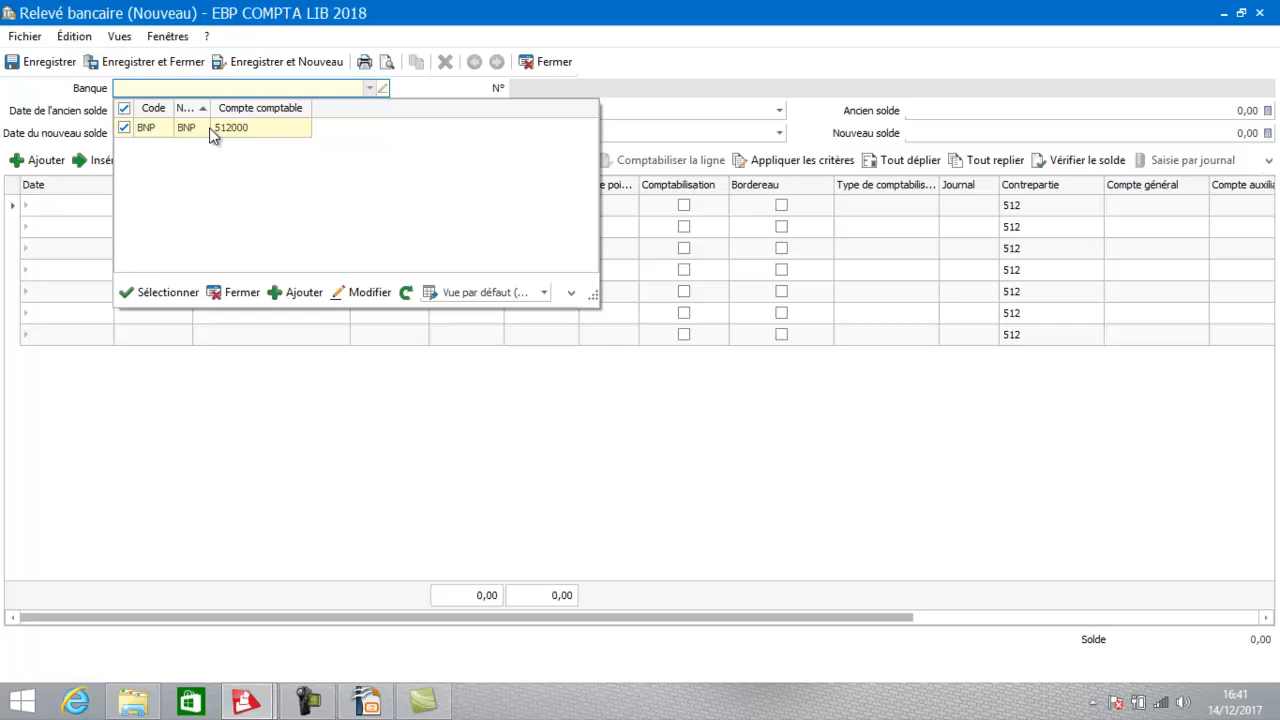 Relevé bancaire (Nouveau) - EBP COMPTA LIB 2018
Fichier Édition Vues Fenêtres ?
Enregistrer Enregistrer et Fermer Enregistrer et Nouveau Fermer
Banque N°
Date de l'ancien solde Ancien solde 0,00
Date du nouveau solde Nouveau solde 0,00
Code N... Compte comptable
BNP BNP 512000
Ajouter Insér Comptabiliser la ligne Appliquer les critères Tout déplier Tout replier Vérifier le solde Saisie par journal
Date e poi... Comptabilisation Bordereau Type de comptabilis... Journal Contrepartie Compte général Compte auxilia
512
512
512
512
512
512
512
Sélectionner Fermer Ajouter Modifier Vue par défaut (...
0,00 0,00
Solde 0,00
16:41
14/12/2017